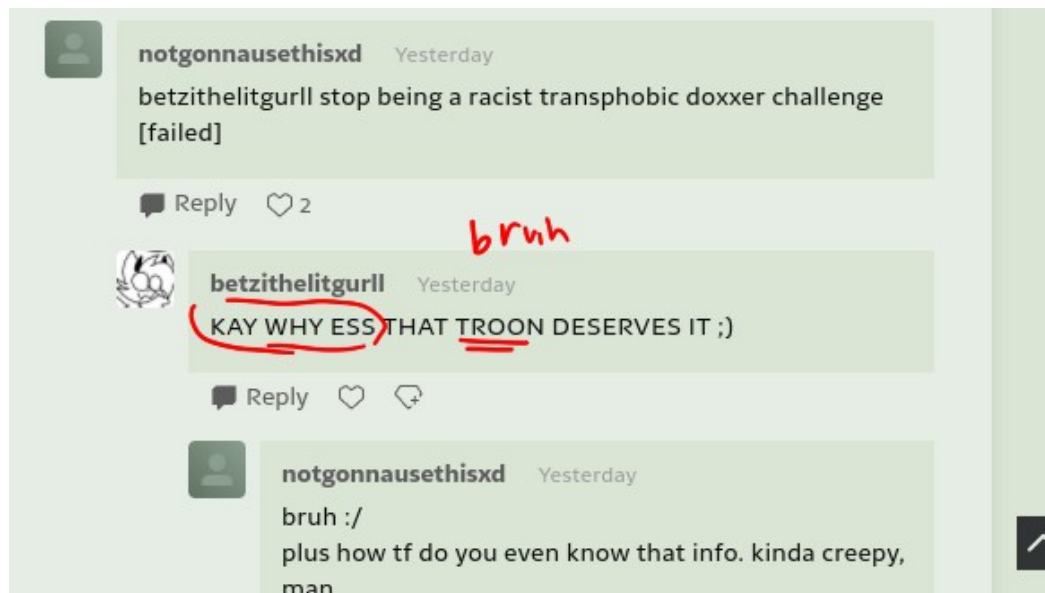 notgonnausethisxd Yesterday
betzithelitgurll stop being a racist transphobic doxxer challenge
[failed]
Reply 2
bruh
betzithelitgurll Yesterday
KAY WHY ESS THAT TROON DESERVES IT ;)
Reply
notgonnausethisxd Yesterday
bruh :/
plus how tf do you even know that info. kinda creepy,
man